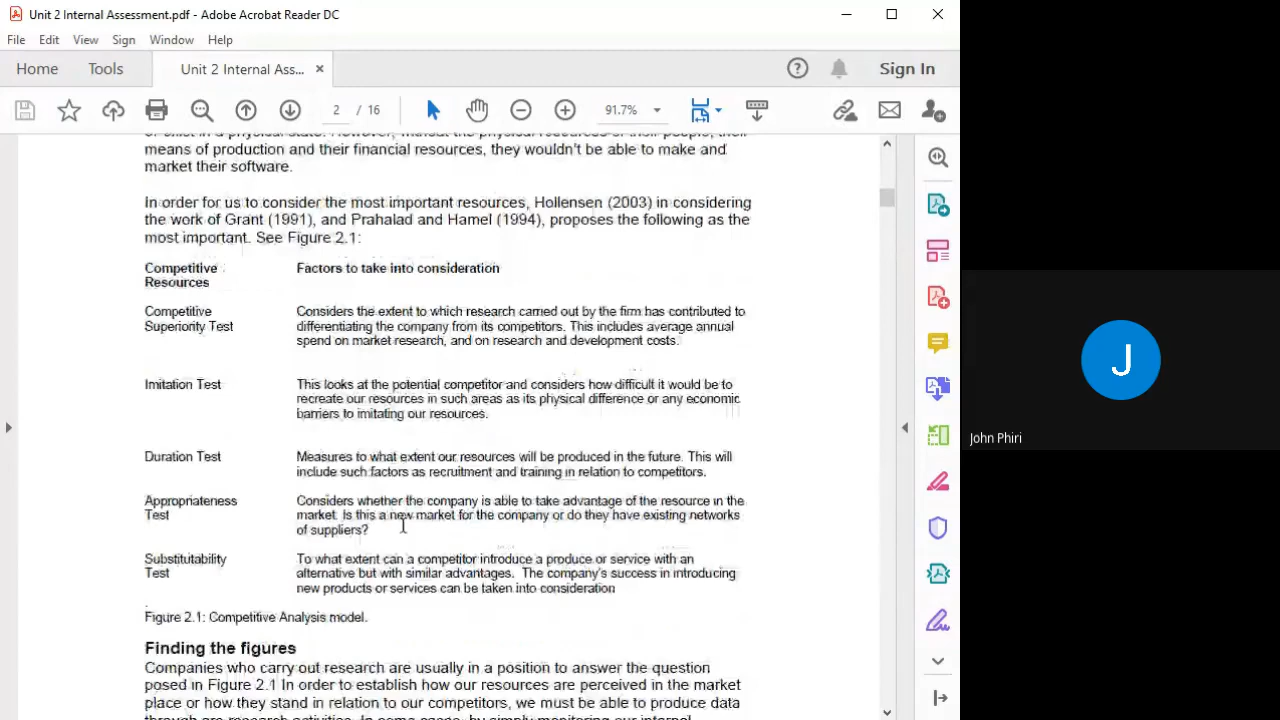 Unit 2 Internal Assessment.pdf - Adobe Acrobat Reader DC
File Edit View Sign Window Help
Home Tools Unit 2 Internal Ass... × Sign In
2 / 16 91.7%
means of production and their financial resources, they wouldn't be able to make and
market their software.
In order for us to consider the most important resources, Hollensen (2003) in considering
the work of Grant (1991), and Prahalad and Hamel (1994), proposes the following as the
most important. See Figure 2.1:
Competitive Resources Factors to take into consideration
Competitive Superiority Test
Considers the extent to which research carried out by the firm has contributed to
differentiating the company from its competitors. This includes average annual
spend on market research, and on research and development costs.
Imitation Test
This looks at the potential competitor and considers how difficult it would be to
recreate our resources in such areas as its physical difference or any economic
barriers to imitating our resources.
Duration Test
Measures to what extent our resources will be produced in the future. This will
include such factors as recruitment and training in relation to competitors.
Appropriateness Test
Considers whether the company is able to take advantage of the resource in the
market. Is this a new market for the company or do they have existing networks
of suppliers?
Substitutability Test
To what extent can a competitor introduce a produce or service with an
alternative but with similar advantages. The company's success in introducing
new products or services can be taken into consideration
Figure 2.1: Competitive Analysis model.
Finding the figures
Companies who carry out research are usually in a position to answer the question
posed in Figure 2.1 In order to establish how our resources are perceived in the market
place or how they stand in relation to our competitors, we must be able to produce data
J
John Phiri